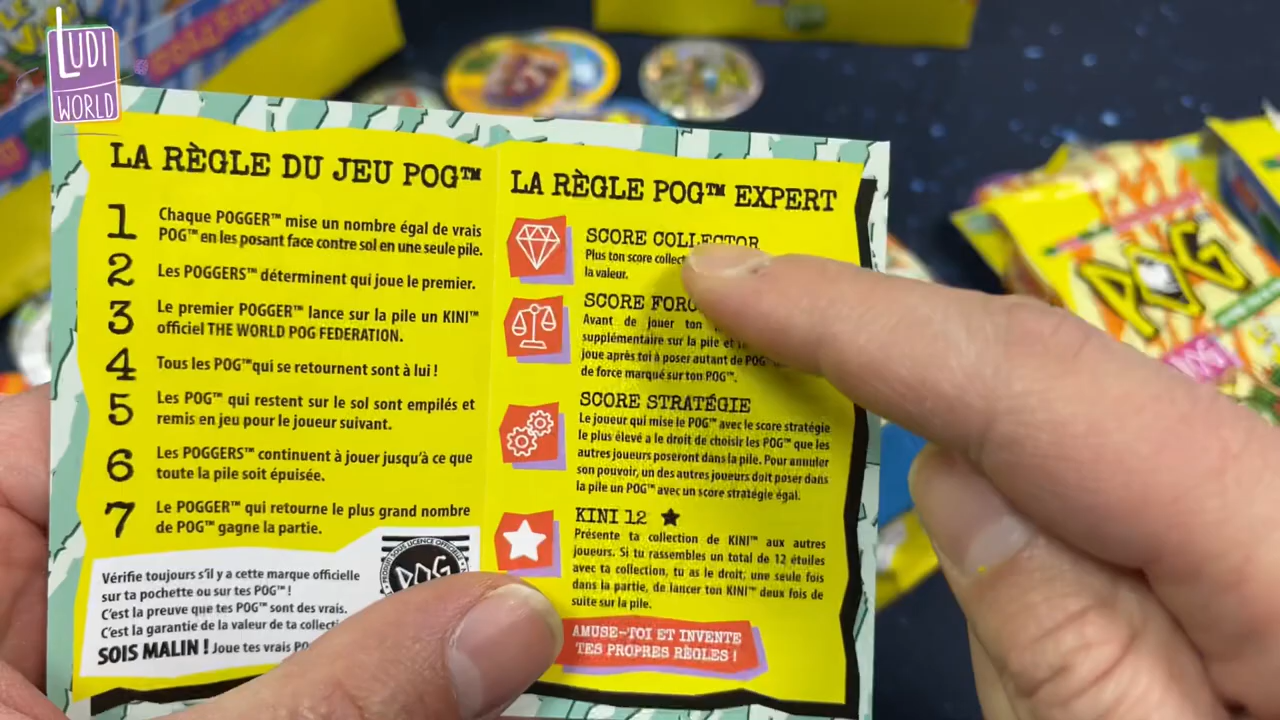 LUDI
WORLD
LA RÈGLE DU JEU POG™
1 Chaque POGGER™ mise un nombre égal de vrais
POG™ en les posant face contre sol en une seule pile.
2 Les POGGERS™ déterminent qui joue le premier.
3 Le premier POGGER™ lance sur la pile un KINI™
officiel THE WORLD POG FEDERATION.
4 Tous les POG™qui se retournent sont à lui !
5 Les POG™ qui restent sur le sol sont empilés et
remis en jeu pour le joueur suivant.
6 Les POGGERS™ continuent à jouer jusqu'à ce que
toute la pile soit épuisée.
7 Le POGGER™ qui retourne le plus grand nombre
de POG™ gagne la partie.
Vérifie toujours s'il y a cette marque officielle
sur ta pochette ou sur tes POG™ !
C'est la preuve que tes POG™ sont des vrais.
C'est la garantie de la valeur de ta collecti
SOIS MALIN ! Joue tes vrais PO
PRODUIT SOUS LICENCE OFFICIELLE
POG
LA RÈGLE POG™ EXPERT
SCORE COLLECTOR
Plus ton score collect
la valeur.
SCORE FORC
Avant de jouer ton
supplémentaire sur la pile et
joue après toi à poser autant de POG™
de force marqué sur ton POG™.
SCORE STRATÉGIE
Le joueur qui mise le POG™ avec le score stratégie
le plus élevé a le droit de choisir les POG™ que les
autres joueurs poseront dans la pile. Pour annuler
son pouvoir, un des autres joueurs doit poser dans
la pile un POG™ avec un score stratégie égal.
KINI 12 ★
Présente ta collection de KINI™ aux autres
joueurs. Si tu rassembles un total de 12 étoiles
avec ta collection, tu as le droit, une seule fois
dans la partie, de lancer ton KINI™ deux fois de
suite sur la pile.
AMUSE-TOI ET INVENTE
TES PROPRES RÈGLES !
POG